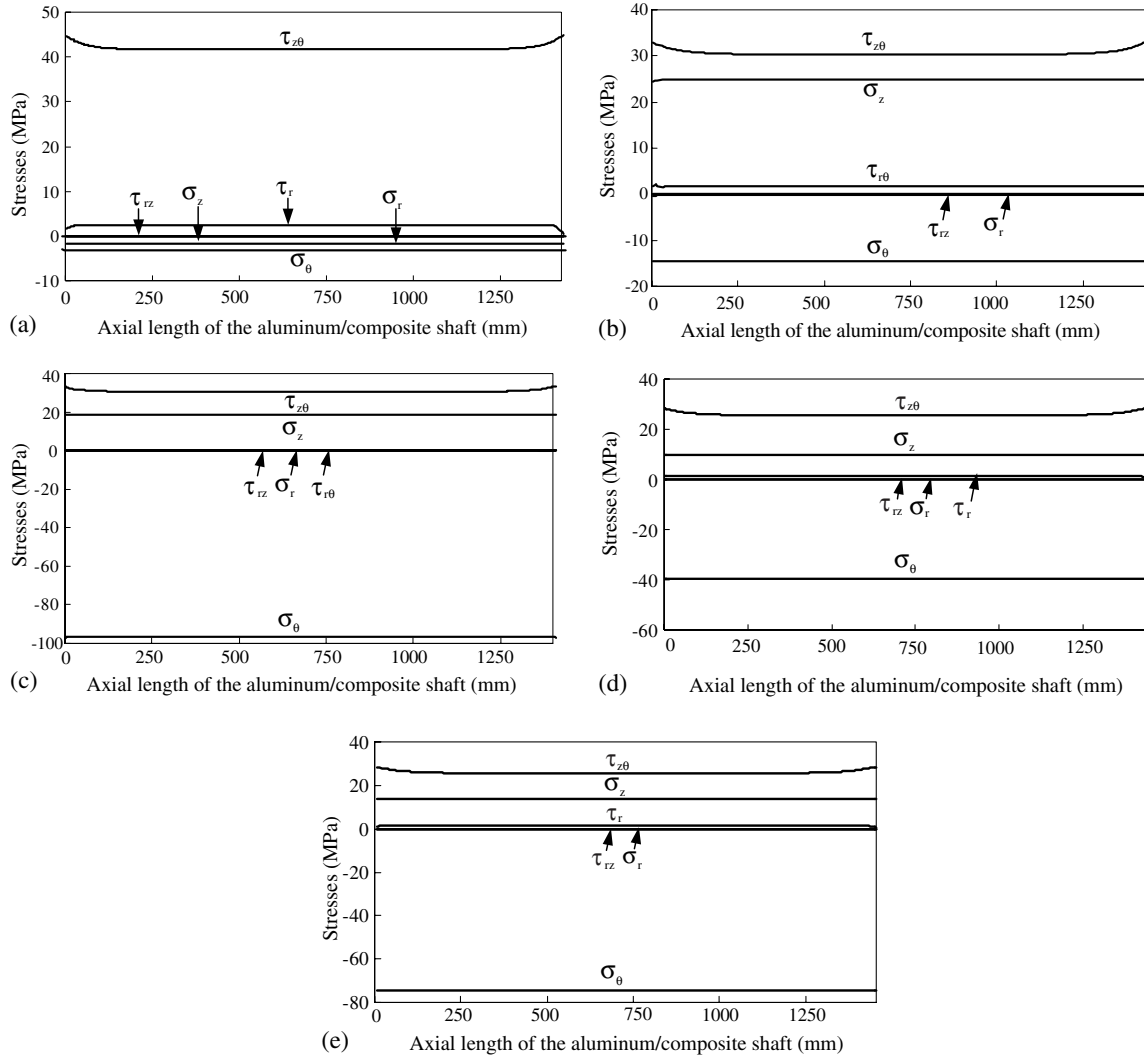 50
40
30
20
10
0
-10
Stresses (MPa)
τzθ
τrz
σz
τr
σr
σθ
0 250 500 750 1000 1250
(a)
Axial length of the aluminum/composite shaft (mm)
40
30
20
10
0
-10
-20
Stresses (MPa)
τzθ
σz
τrθ
τrz
σr
σθ
0 250 500 750 1000 1250
(b)
Axial length of the aluminum/composite shaft (mm)
40
20
0
-20
-40
-60
-80
-100
Stresses (MPa)
τzθ
σz
τrz σr τrθ
σθ
0 250 500 750 1000 1250
(c)
Axial length of the aluminum/composite shaft (mm)
40
20
0
-20
-40
-60
Stresses (MPa)
τzθ
σz
τrz σr τr
σθ
0 250 500 750 1000 1250
(d)
Axial length of the aluminum/composite shaft (mm)
40
20
0
-20
-40
-60
-80
Stresses (MPa)
τzθ
σz
τr
τrz σr
σθ
0 250 500 750 1000 1250
(e)
Axial length of the aluminum/composite shaft (mm)